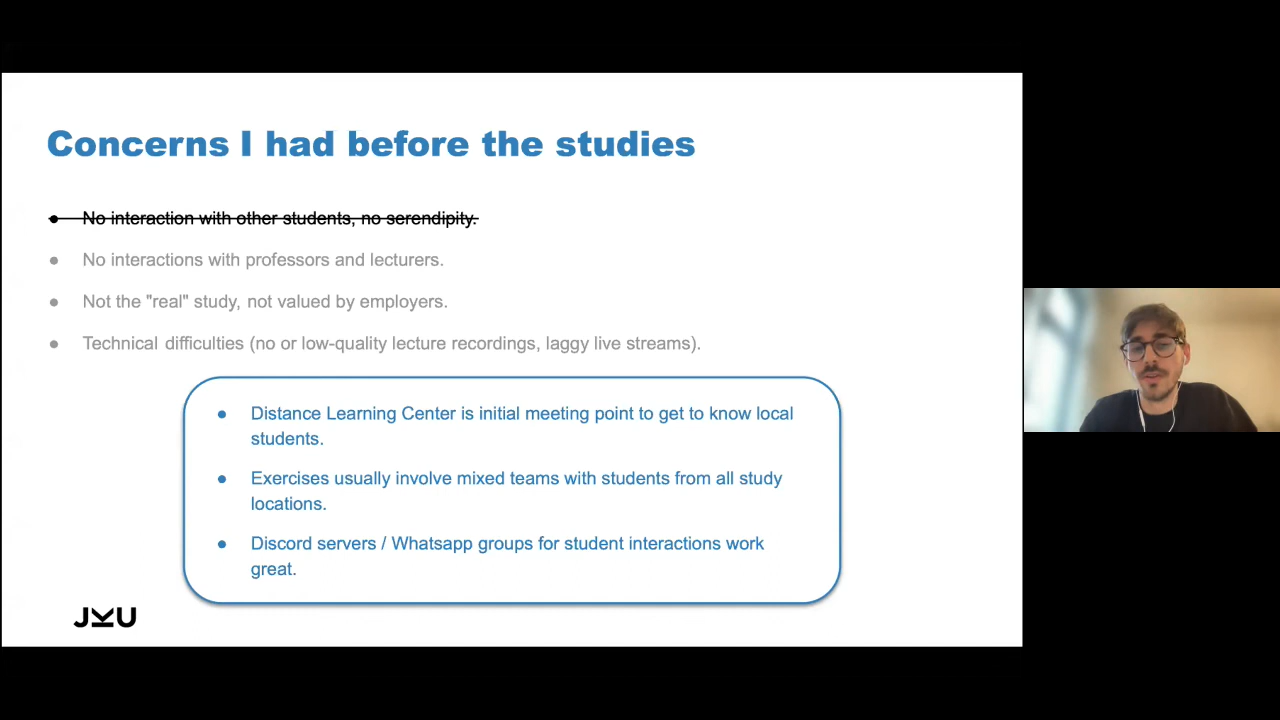 Concerns I had before the studies
● No interaction with other students, no serendipity.
● No interactions with professors and lecturers.
● Not the "real" study, not valued by employers.
● Technical difficulties (no or low-quality lecture recordings, laggy live streams).
● Distance Learning Center is initial meeting point to get to know local
students.
● Exercises usually involve mixed teams with students from all study
locations.
● Discord servers / Whatsapp groups for student interactions work
great.
JKU